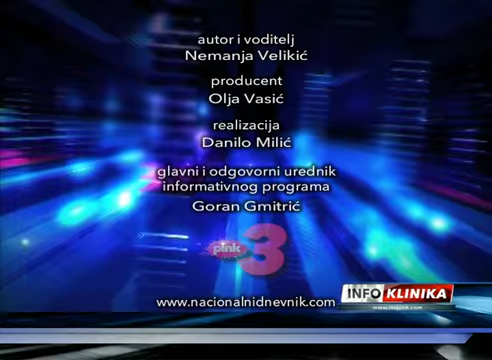 autor i voditelj
Nemanja Velikić
producent
Olja Vasić
realizacija
Danilo Milić
glavni i odgovorni urednik
informativnog programa
Goran Gmitrić
pink 3
www.nacionalnidnevnik.com
INFO KLINIKA